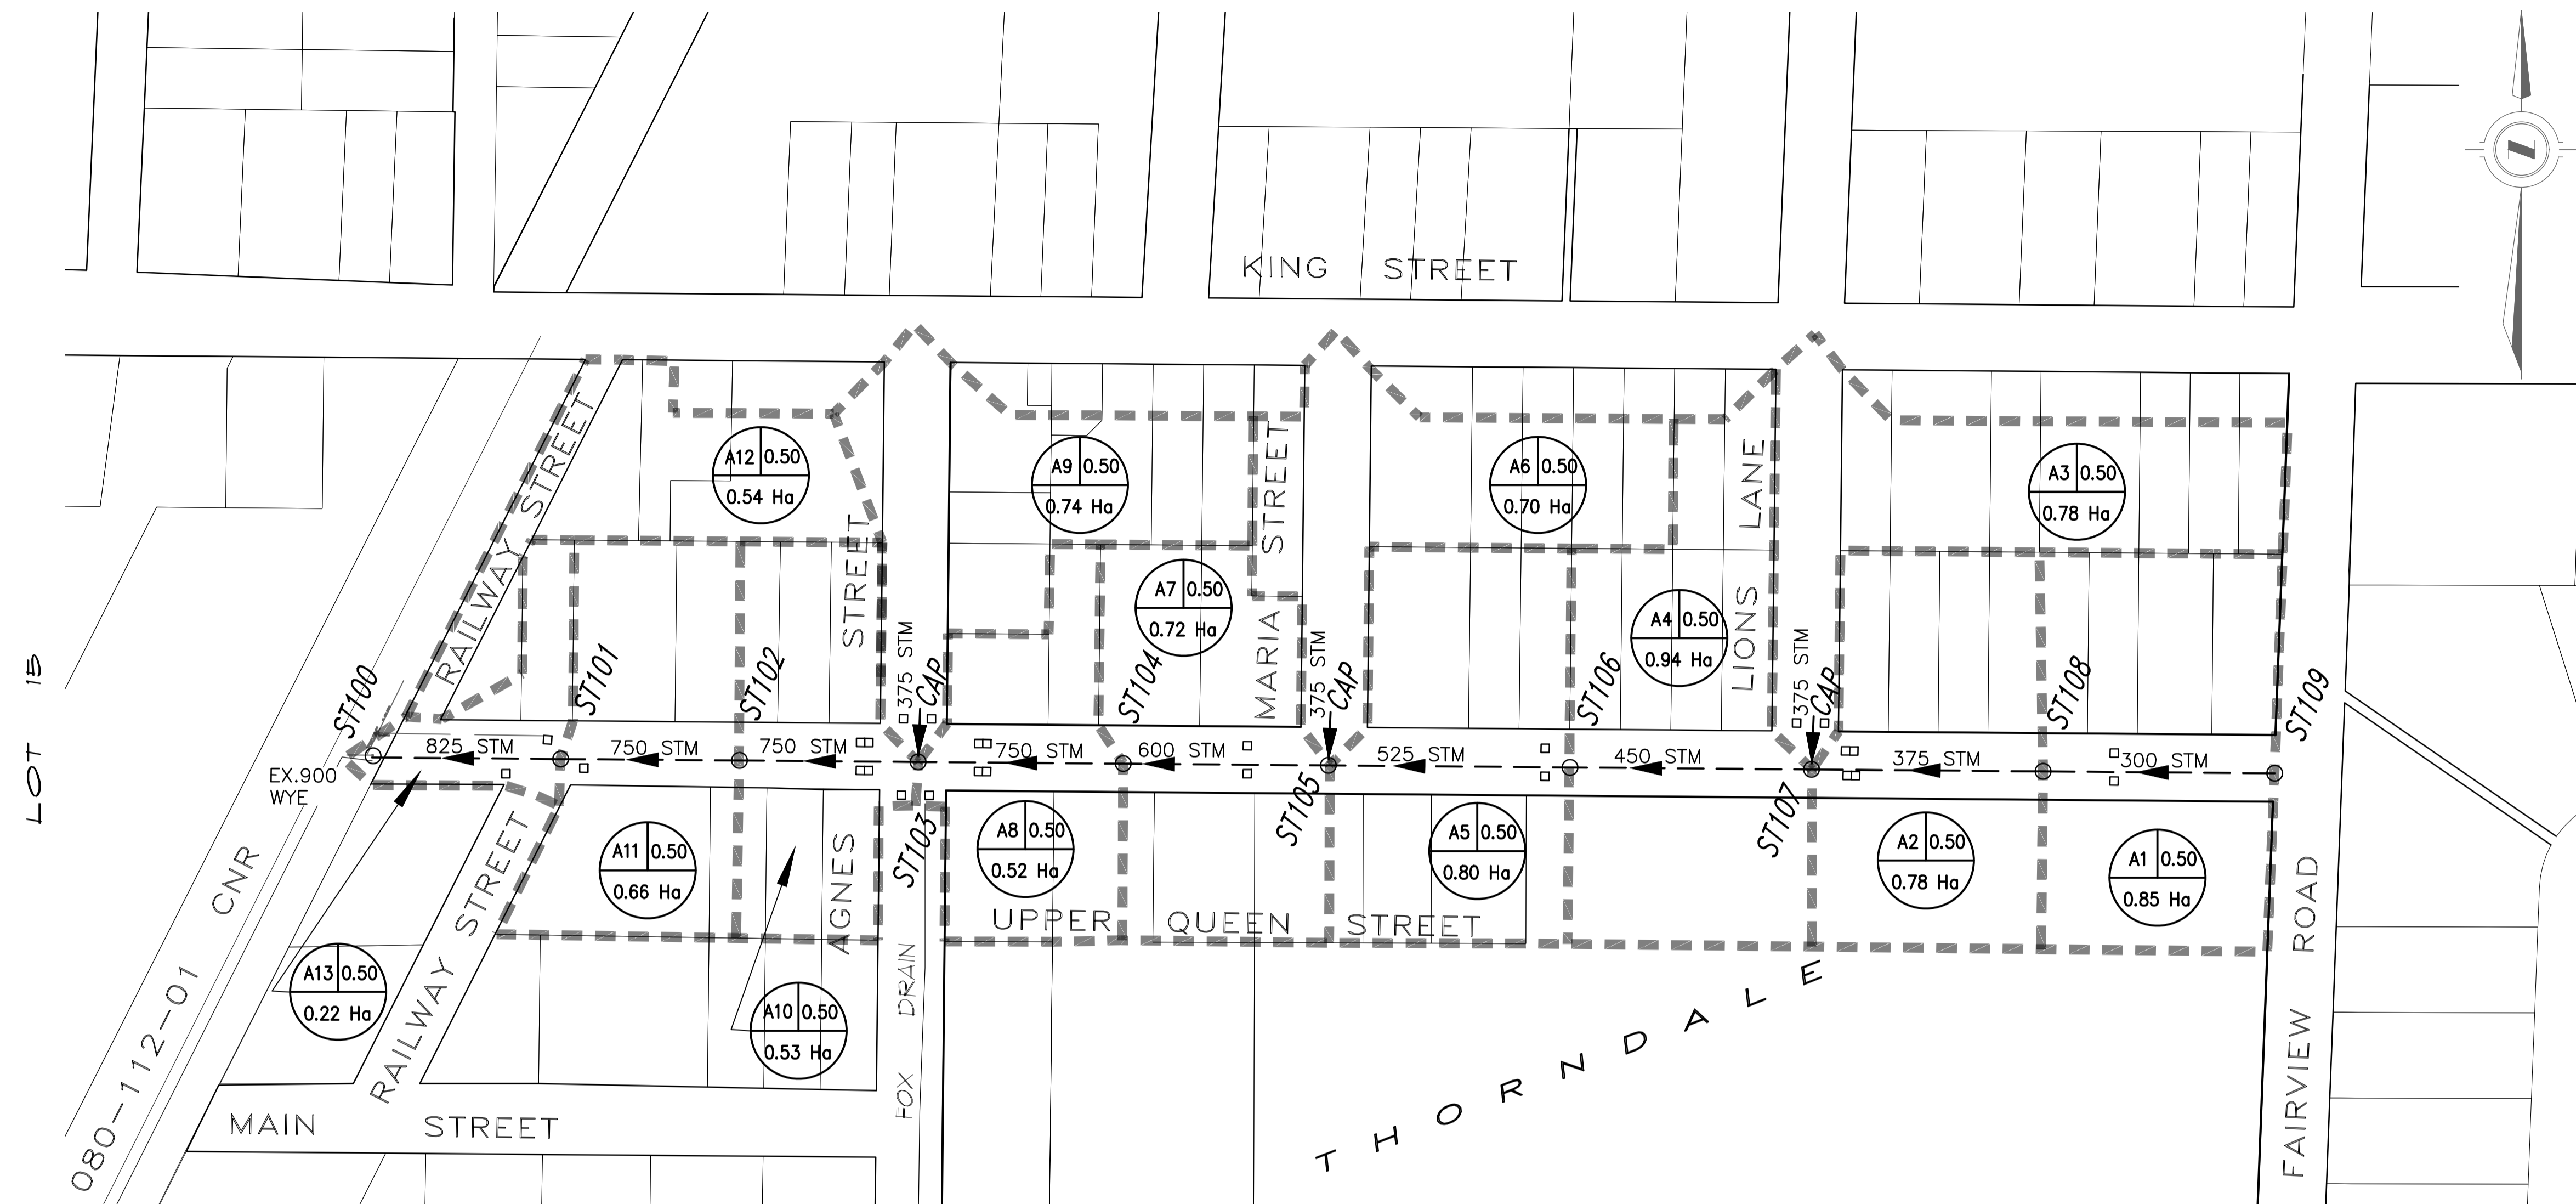 KING STREET
A12 0.50
0.54 Ha
A9 0.50
0.74 Ha
A6 0.50
0.70 Ha
A3 0.50
0.78 Ha
RAILWAY STREET
RAILWAY STREET
AGNES STREET
MARIA STREET
LIONS LANE
A7 0.50
0.72 Ha
A4 0.50
0.94 Ha
LOT 15
ST100
ST101
ST102
375 STM
CAP
ST104
375 STM
CAP
ST106
375 STM
CAP
ST108
ST109
825 STM
750 STM
750 STM
750 STM
600 STM
525 STM
450 STM
375 STM
300 STM
EX.900
WYE
ST103
ST105
ST107
A11 0.50
0.66 Ha
A8 0.50
0.52 Ha
A5 0.50
0.80 Ha
A2 0.50
0.78 Ha
A1 0.50
0.85 Ha
UPPER QUEEN STREET
080-112-01 CNR
A13 0.50
0.22 Ha
A10 0.50
0.53 Ha
RAILWAY STREET
FOX DRAIN
THORNDALE
FAIRVIEW ROAD
MAIN STREET